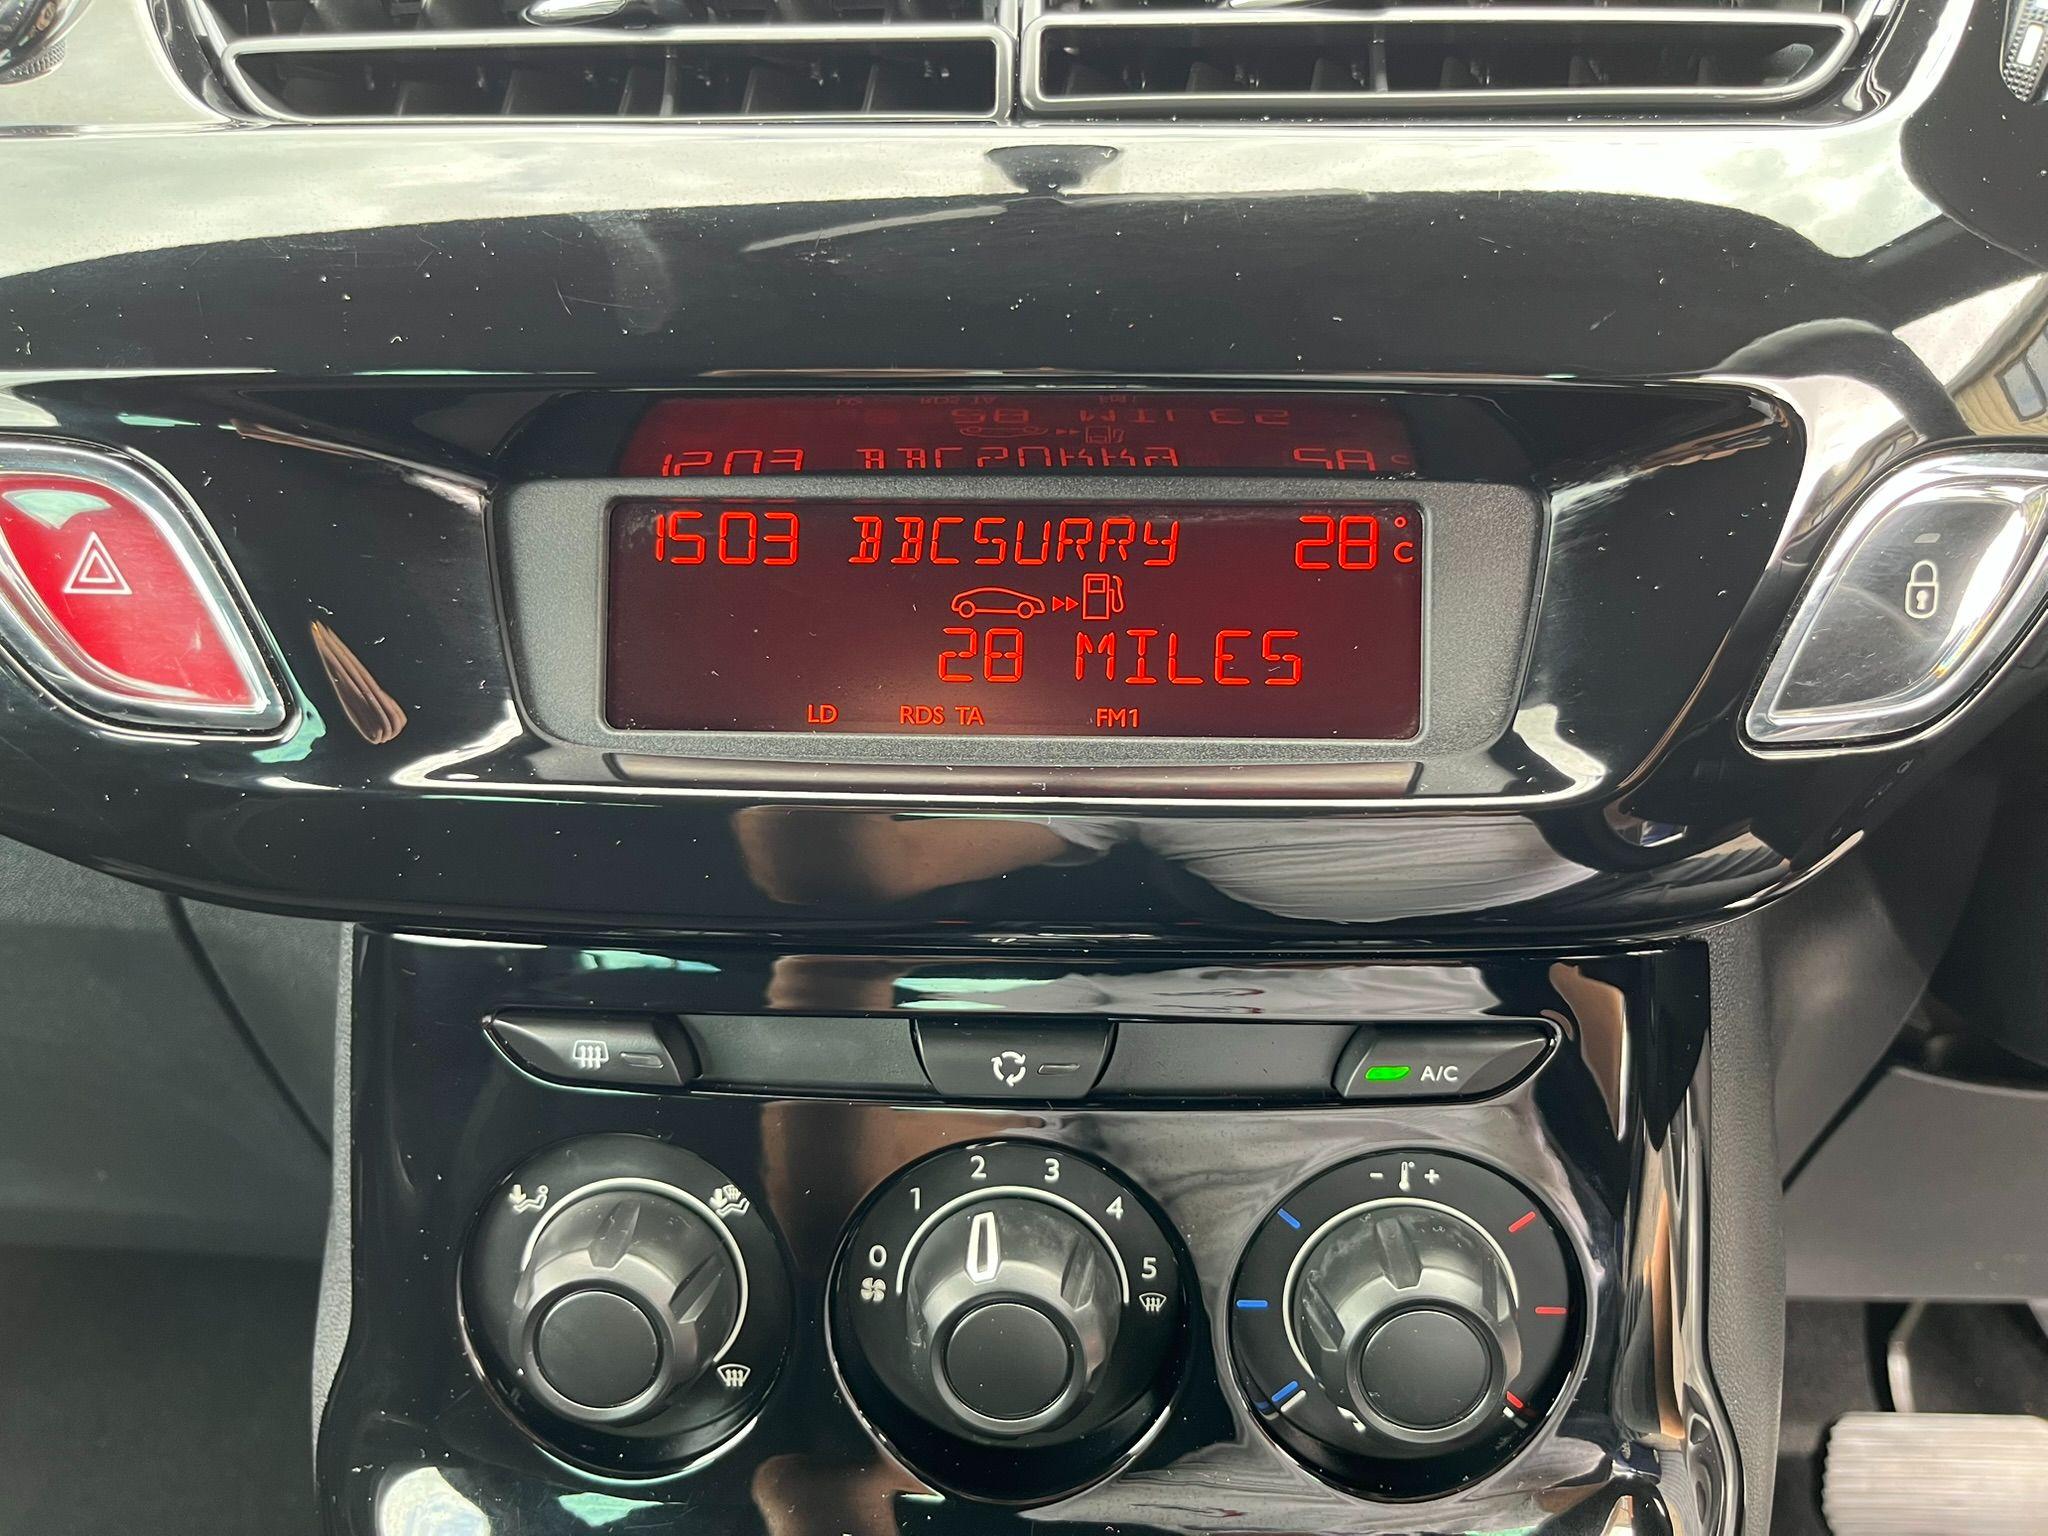 1503 BBCSURRY 28°C
28 MILES
LD RDS TA FM1
A/C
0 1 2 3 4 5
- +